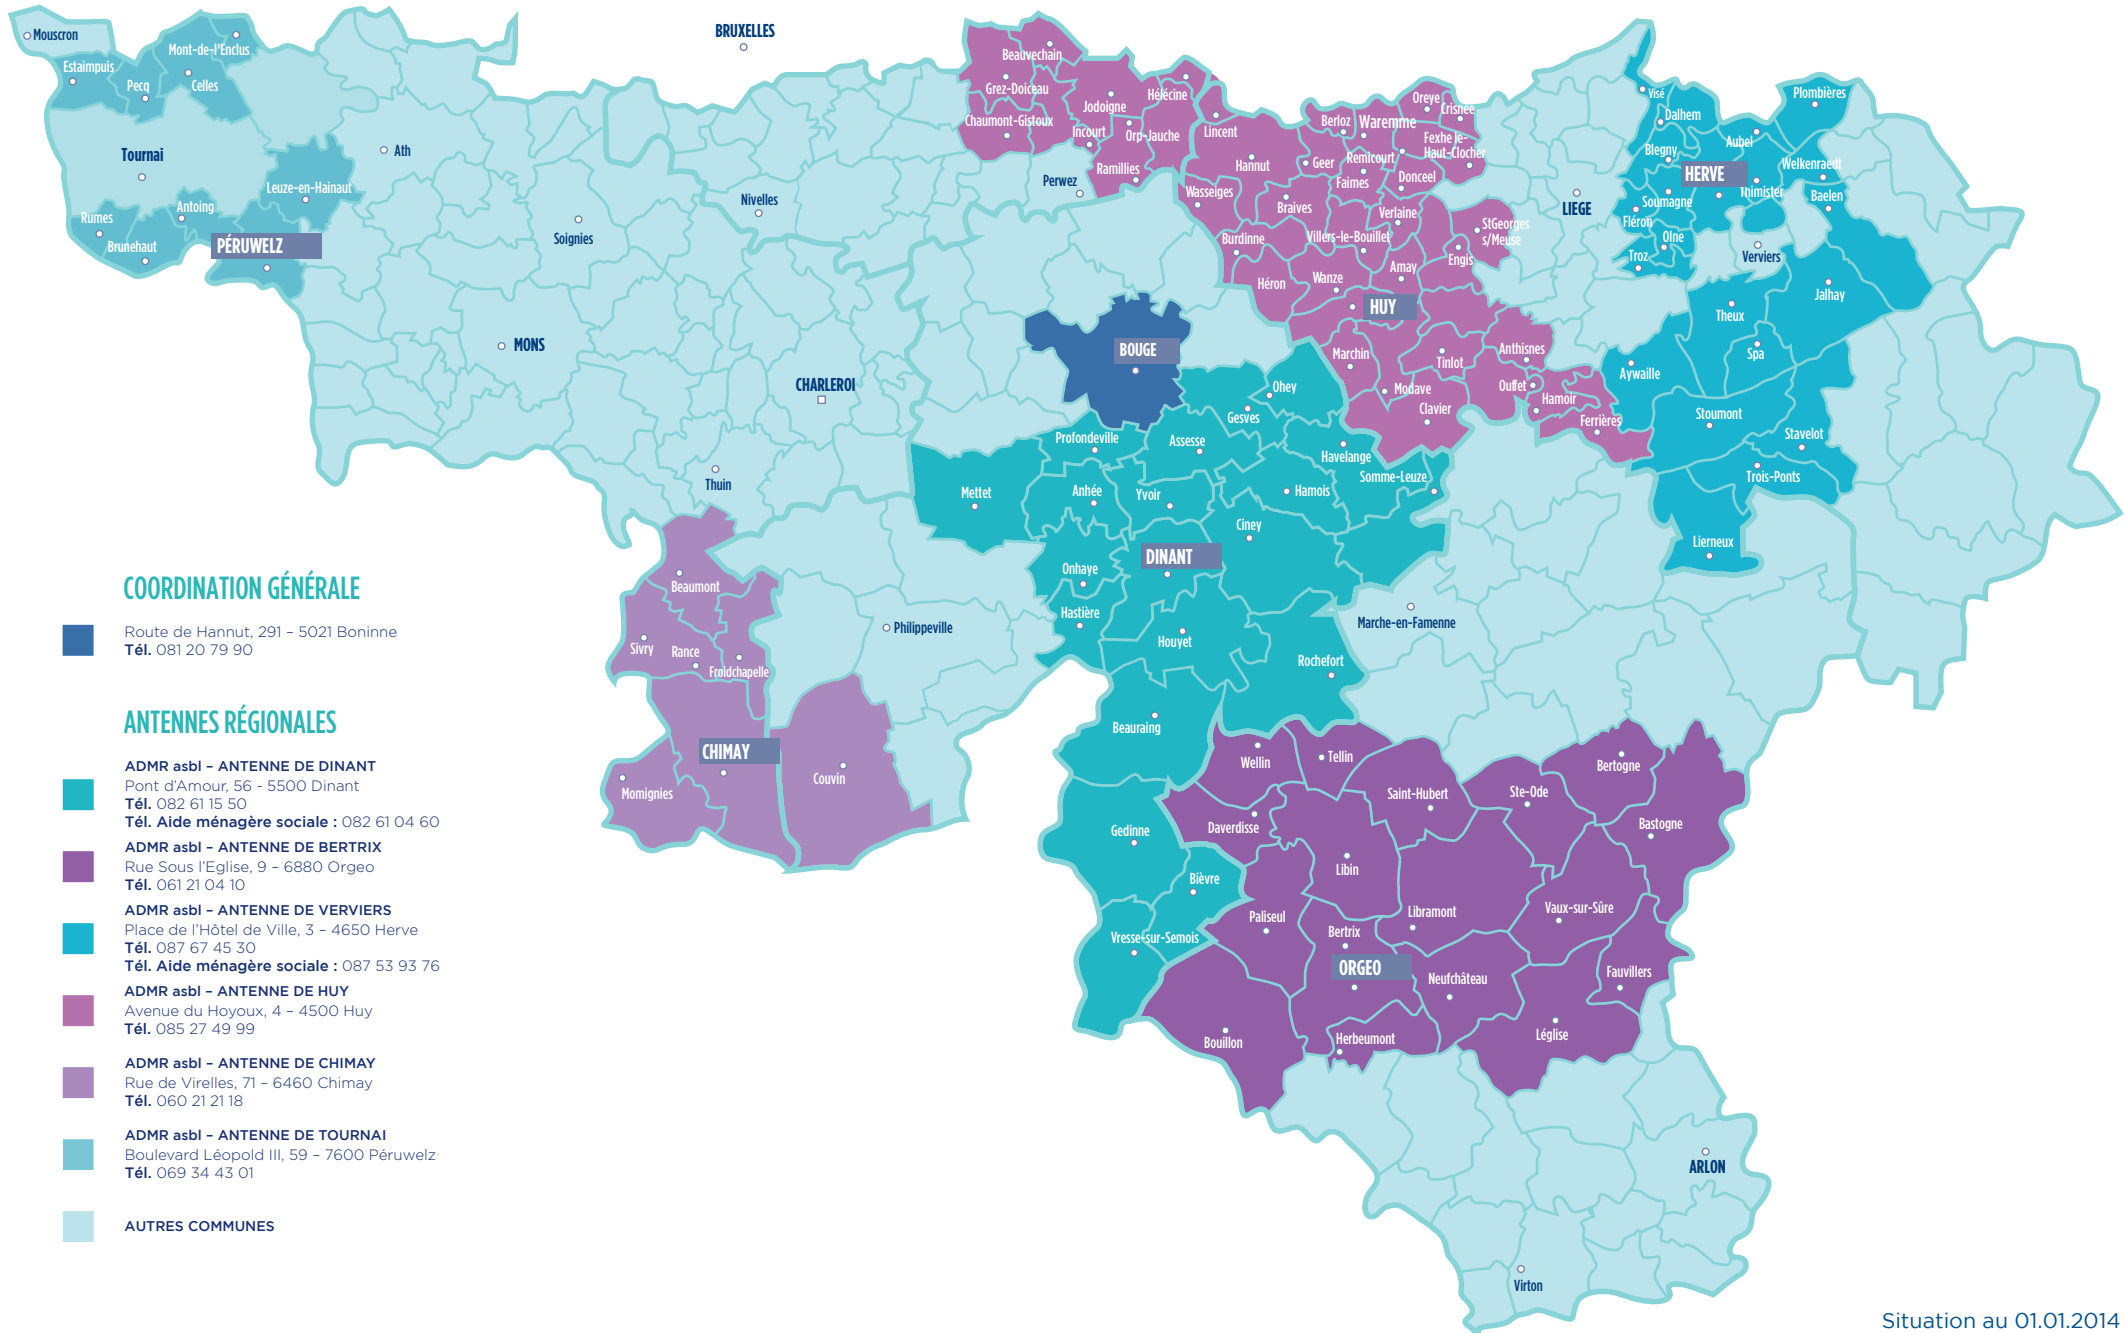 BRUXELLES
Mouscron
Mont-de-l'Enclus
Estaimpuis
Pecq
Celles
Tournai
Ath
Leuze-en-Hainaut
Rumes
Antoing
Brunehaut
PÉRUWELZ
Soignies
Nivelles
MONS
CHARLEROI
Thuin
Beauvechain
Grez-Doiceau
Chaumont-Gistoux
Jodoigne
Hélécine
Incourt
Orp-Jauche
Ramillies
Perwez
Lincent
Hannut
Wasseiges
Berloz
Waremme
Oreye
Crisnée
Geer
Remicourt
Fexhe le-
Haut-Clocher
Faimes
Donceel
Braives
Verlaine
Burdinne
Villers-le-Bouillet
StGeorges
s/Meuse
Engis
Amay
Héron
Wanze
HUY
Marchin
Tinlot
Anthisnes
Modave
Ouffet
Clavier
Hamoir
Ferrières
LIEGE
Visé
Dalhem
Plombières
Blegny
Aubel
HERVE
Welkenraedt
Thimister
Soumagne
Baelen
Fléron
Olne
Troz
Verviers
Jalhay
Theux
Spa
Aywaille
Stoumont
Stavelot
Trois-Ponts
Lierneux
BOUGE
Ohey
Gesves
Profondeville
Assesse
Havelange
Somme-Leuze
Mettet
Anhée
Yvoir
Hamois
Ciney
DINANT
Onhaye
Hastière
Houyet
Rochefort
Marche-en-Famenne
Philippeville
Beauraing
Gedinne
Bièvre
Vresse-sur-Semois
Beaumont
Sivry
Rance
Froidchapelle
CHIMAY
Momignies
Couvin
Wellin
Tellin
Bertogne
Saint-Hubert
Ste-Ode
Daverdisse
Bastogne
Libin
Paliseul
Libramont
Vaux-sur-Sûre
Bertrix
ORGEO
Neufchâteau
Fauvillers
Bouillon
Herbeumont
Léglise
ARLON
Virton
COORDINATION GÉNÉRALE
Route de Hannut, 291 – 5021 Boninne
Tél. 081 20 79 90
ANTENNES RÉGIONALES
ADMR asbl – ANTENNE DE DINANT
Pont d'Amour, 56 - 5500 Dinant
Tél. 082 61 15 50
Tél. Aide ménagère sociale : 082 61 04 60
ADMR asbl – ANTENNE DE BERTRIX
Rue Sous l'Eglise, 9 – 6880 Orgeo
Tél. 061 21 04 10
ADMR asbl – ANTENNE DE VERVIERS
Place de l'Hôtel de Ville, 3 – 4650 Herve
Tél. 087 67 45 30
Tél. Aide ménagère sociale : 087 53 93 76
ADMR asbl – ANTENNE DE HUY
Avenue du Hoyoux, 4 – 4500 Huy
Tél. 085 27 49 99
ADMR asbl – ANTENNE DE CHIMAY
Rue de Virelles, 71 – 6460 Chimay
Tél. 060 21 21 18
ADMR asbl – ANTENNE DE TOURNAI
Boulevard Léopold III, 59 – 7600 Péruwelz
Tél. 069 34 43 01
AUTRES COMMUNES
Situation au 01.01.2014